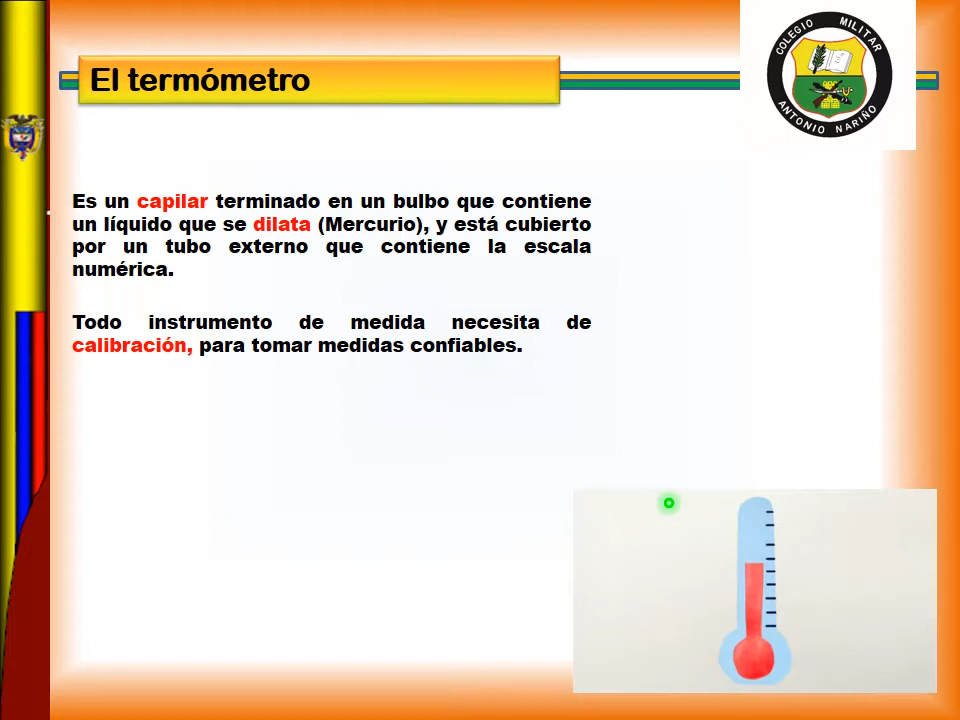 El termómetro
COLEGIO MILITAR
ANTONIO NARIÑO
Es un capilar terminado en un bulbo que contiene
un líquido que se dilata (Mercurio), y está cubierto
por un tubo externo que contiene la escala
numérica.
Todo instrumento de medida necesita de
calibración, para tomar medidas confiables.